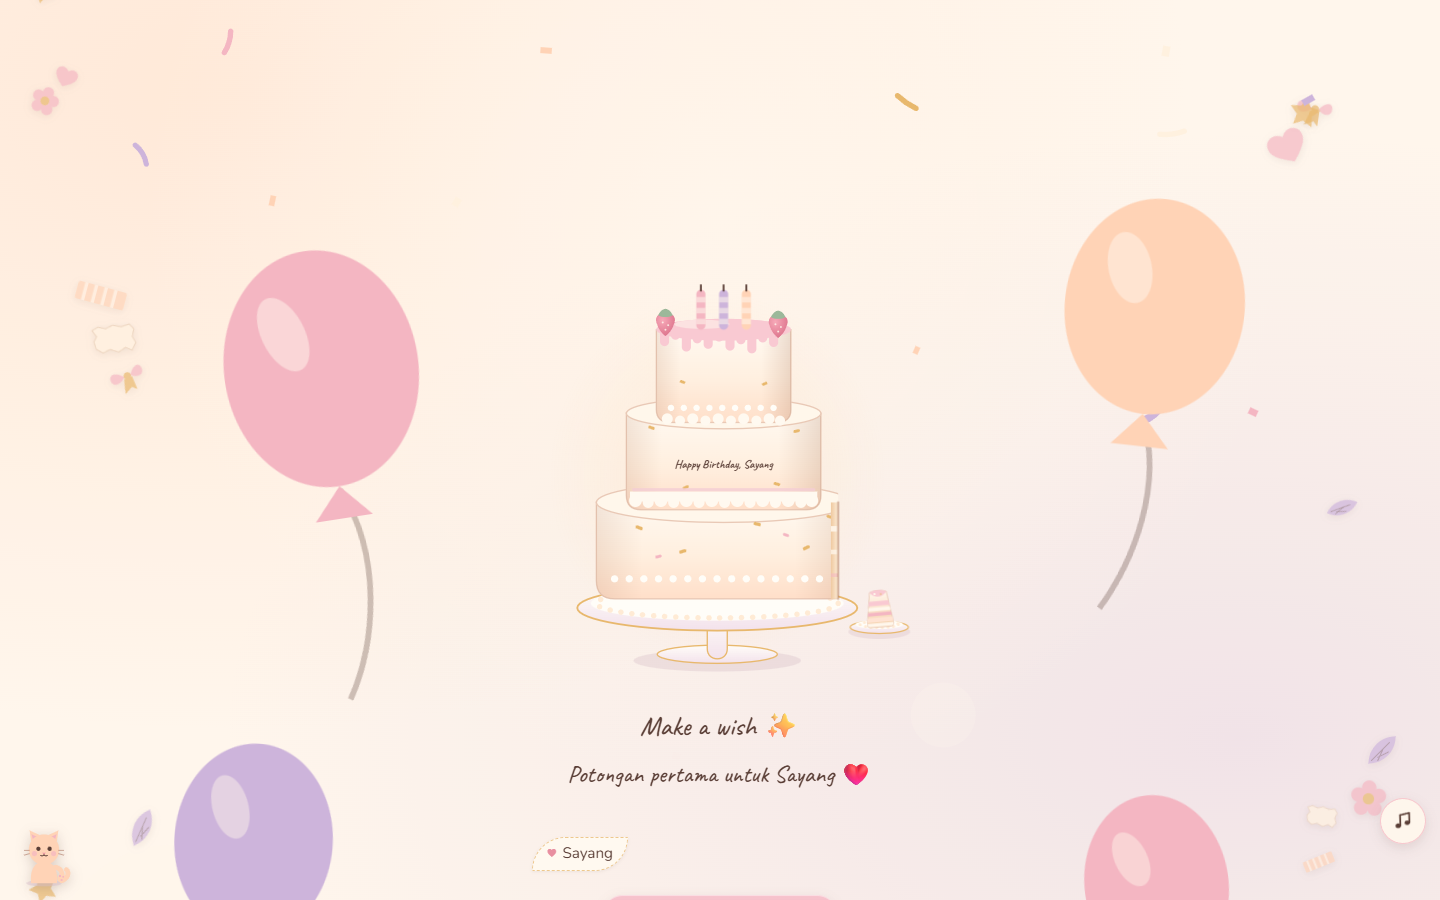 Happy Birthday, Sayang
Make a wish ✨
Potongan pertama untuk Sayang ❤️
Sayang